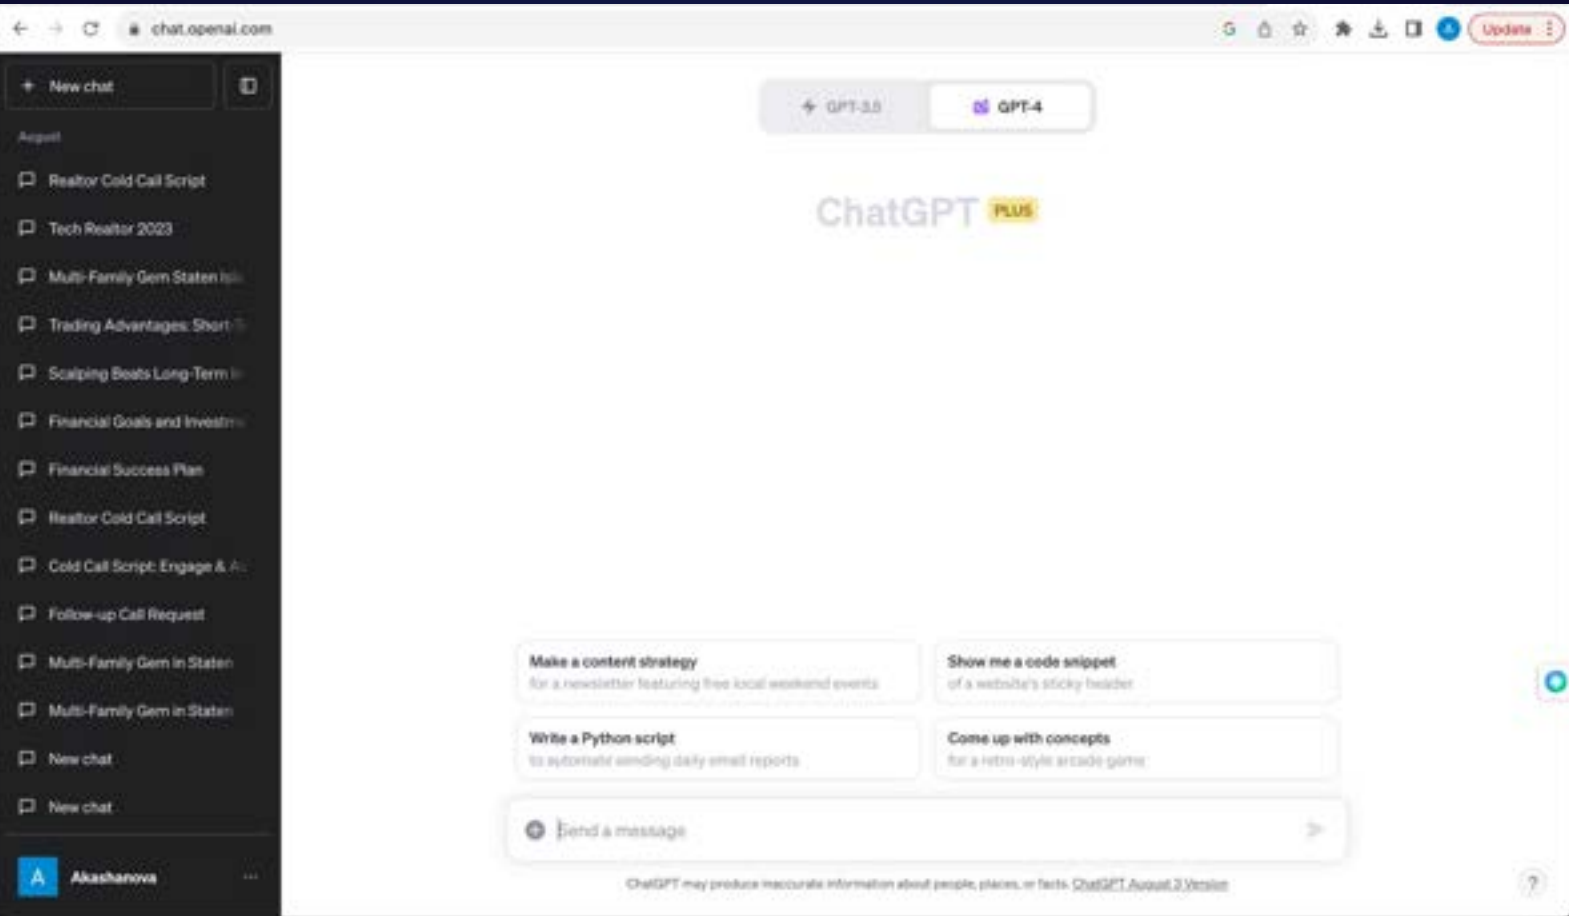 chat.openai.com
Update
New chat
August
Realtor Cold Call Script
Tech Realtor 2023
Multi-Family Gem Staten
Trading Advantages: Short
Scalping Beats Long-Term
Financial Goals and Investm
Financial Success Plan
Realtor Cold Call Script
Cold Call Script: Engage & A
Follow-up Call Request
Multi-Family Gem in Staten
Multi-Family Gem in Staten
New chat
New chat
A Akashanova
GPT-3.5 GPT-4
ChatGPT PLUS
Make a content strategy
for a newsletter featuring free local weekend events
Show me a code snippet
of a website's sticky header
Write a Python script
to automate sending daily email reports
Come up with concepts
for a retro-style arcade game
Send a message
ChatGPT may produce inaccurate information about people, places, or facts. ChatGPT August 3 Version
?